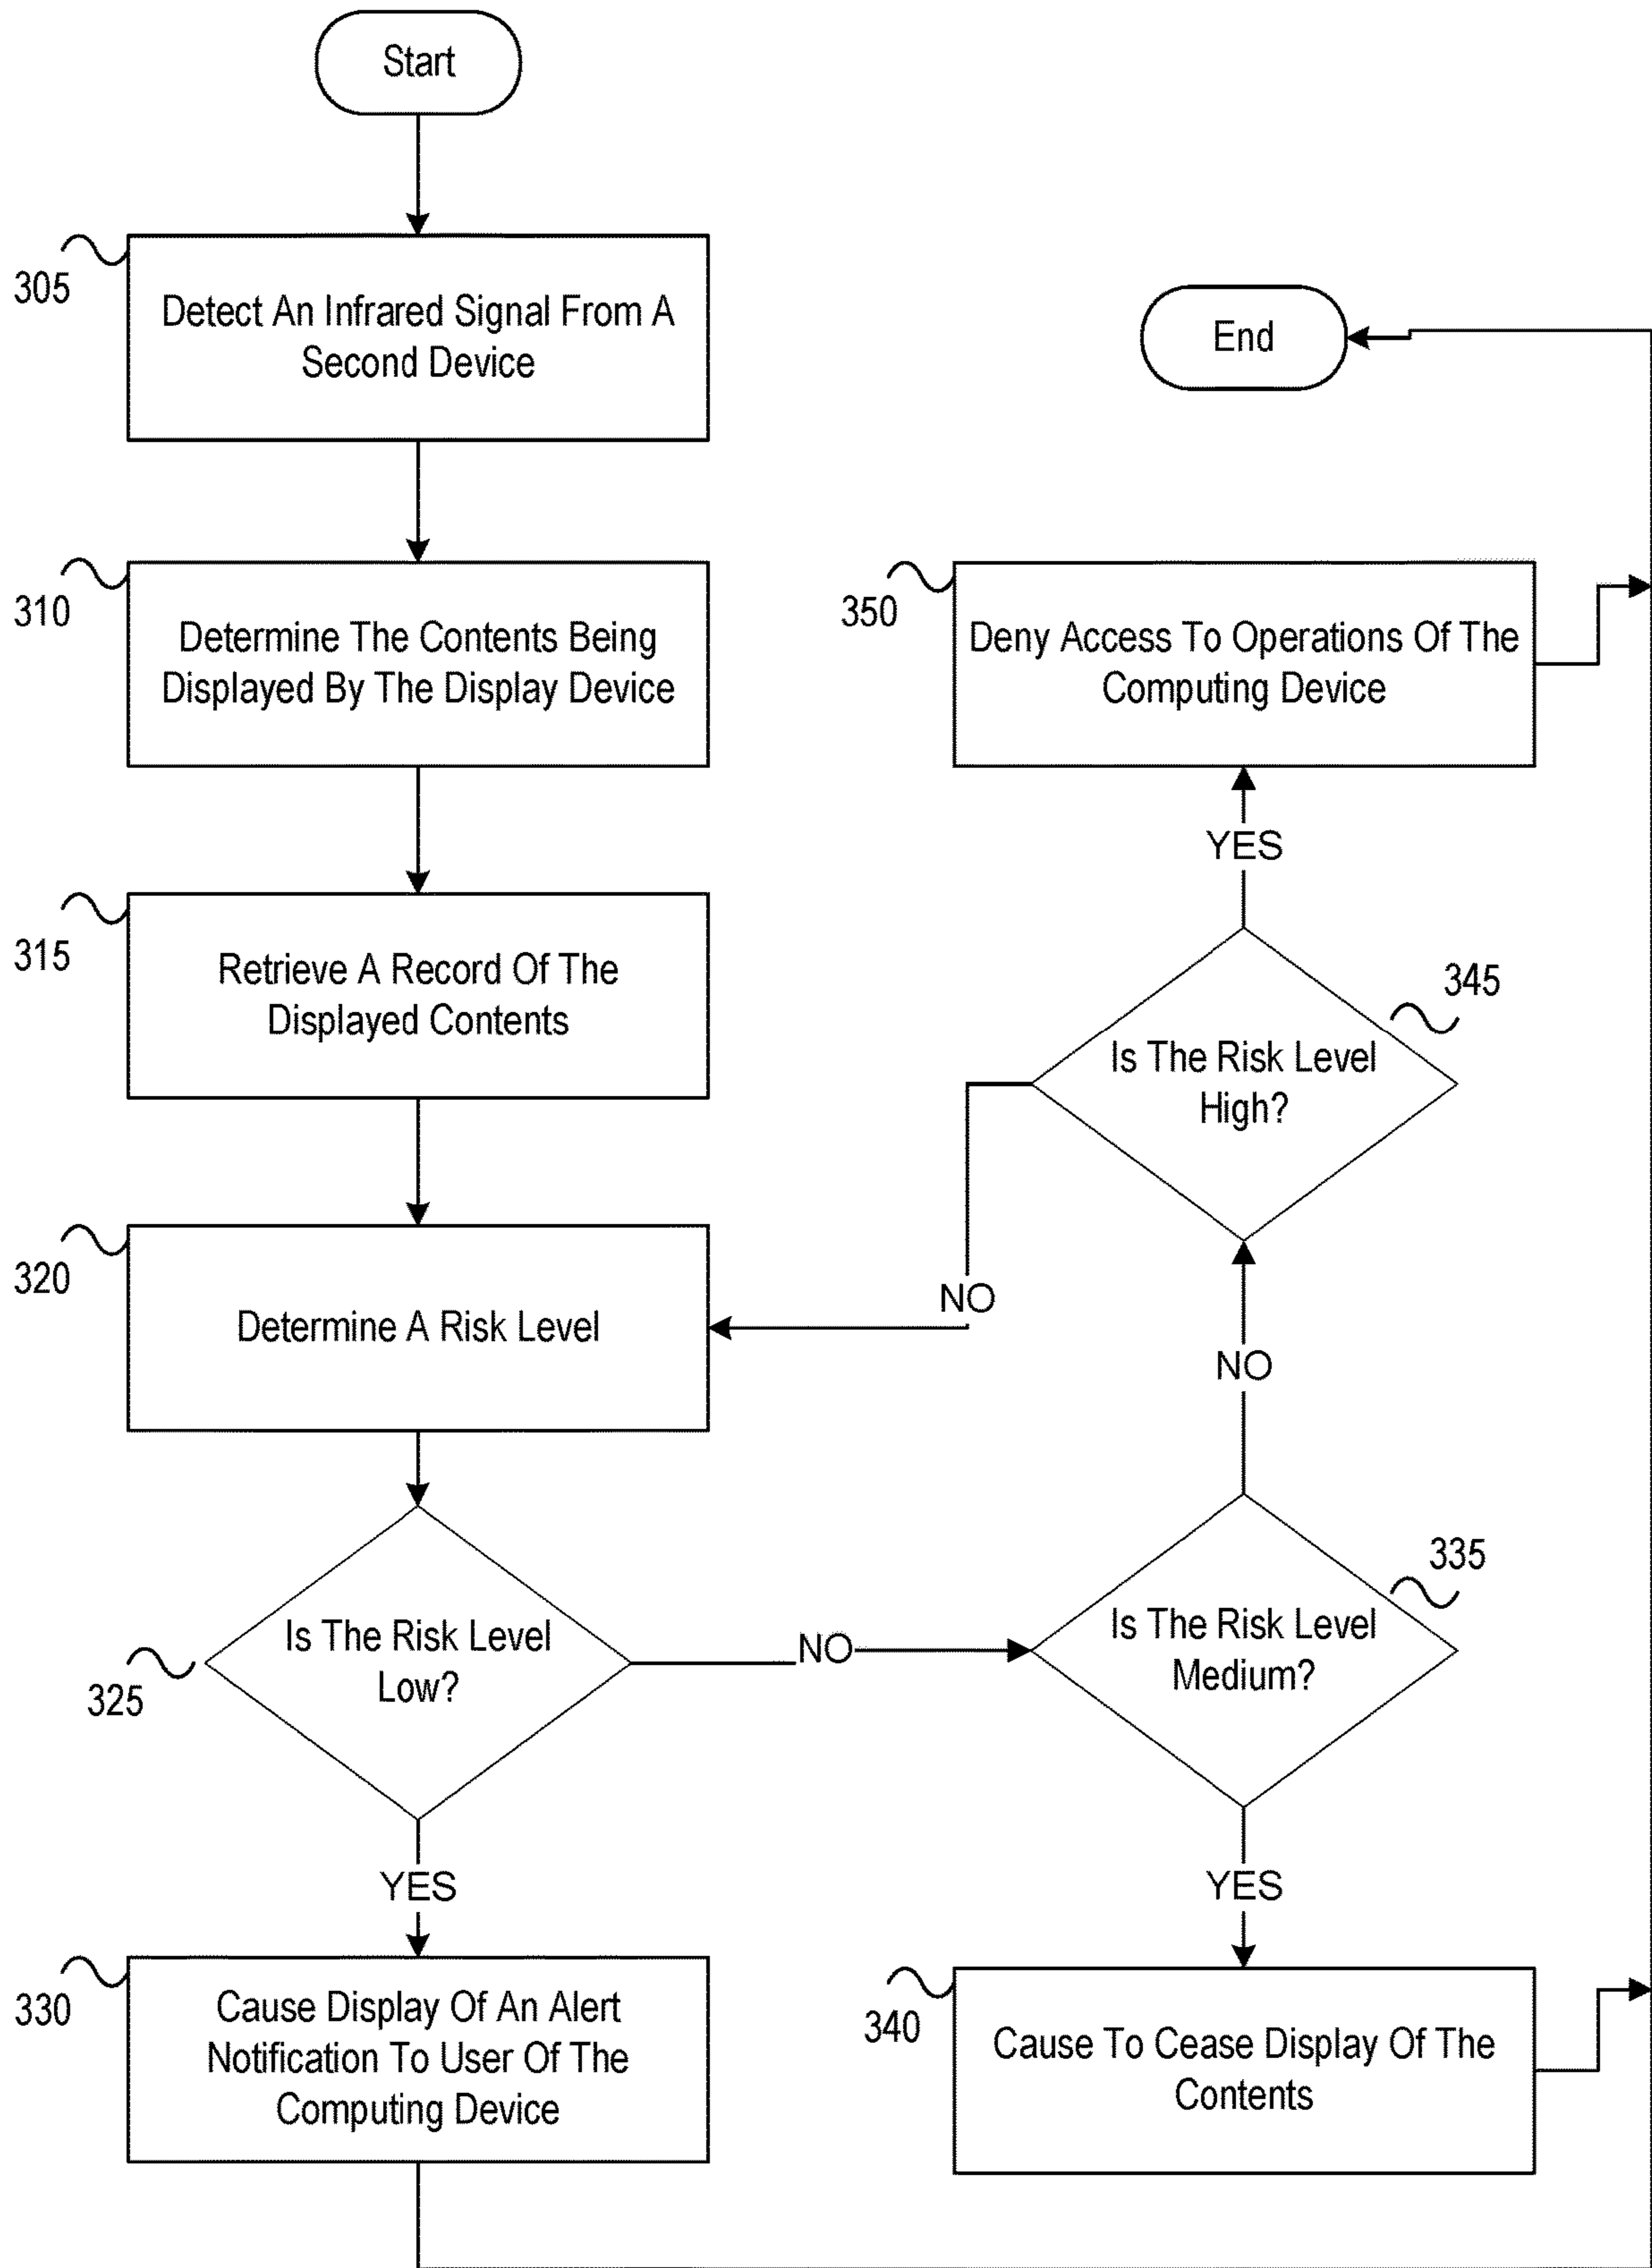 Start
305
Detect An Infrared Signal From A
Second Device
310
Determine The Contents Being
Displayed By The Display Device
315
Retrieve A Record Of The
Displayed Contents
320
Determine A Risk Level
325
Is The Risk Level
Low?
YES
330
Cause Display Of An Alert
Notification To User Of The
Computing Device
NO
335
Is The Risk Level
Medium?
YES
340
Cause To Cease Display Of The
Contents
NO
345
Is The Risk Level
High?
NO
YES
350
Deny Access To Operations Of The
Computing Device
End